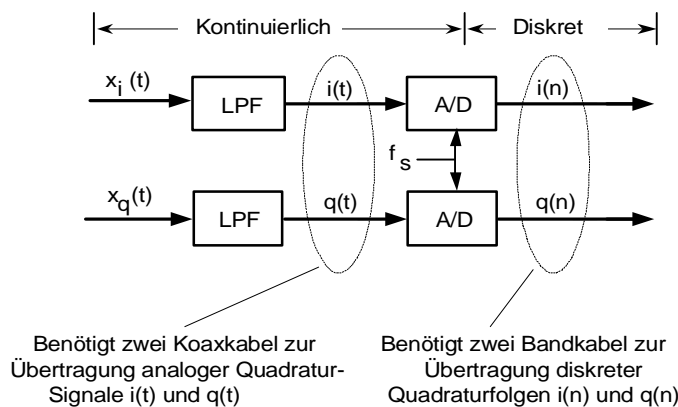 Kontinuierlich
Diskret
x_i (t)
LPF
i(t)
A/D
i(n)
f_s
x_q(t)
LPF
q(t)
A/D
q(n)
Benötigt zwei Koaxkabel zur
Übertragung analoger Quadratur-
Signale i(t) und q(t)
Benötigt zwei Bandkabel zur
Übertragung diskreter
Quadraturfolgen i(n) und q(n)